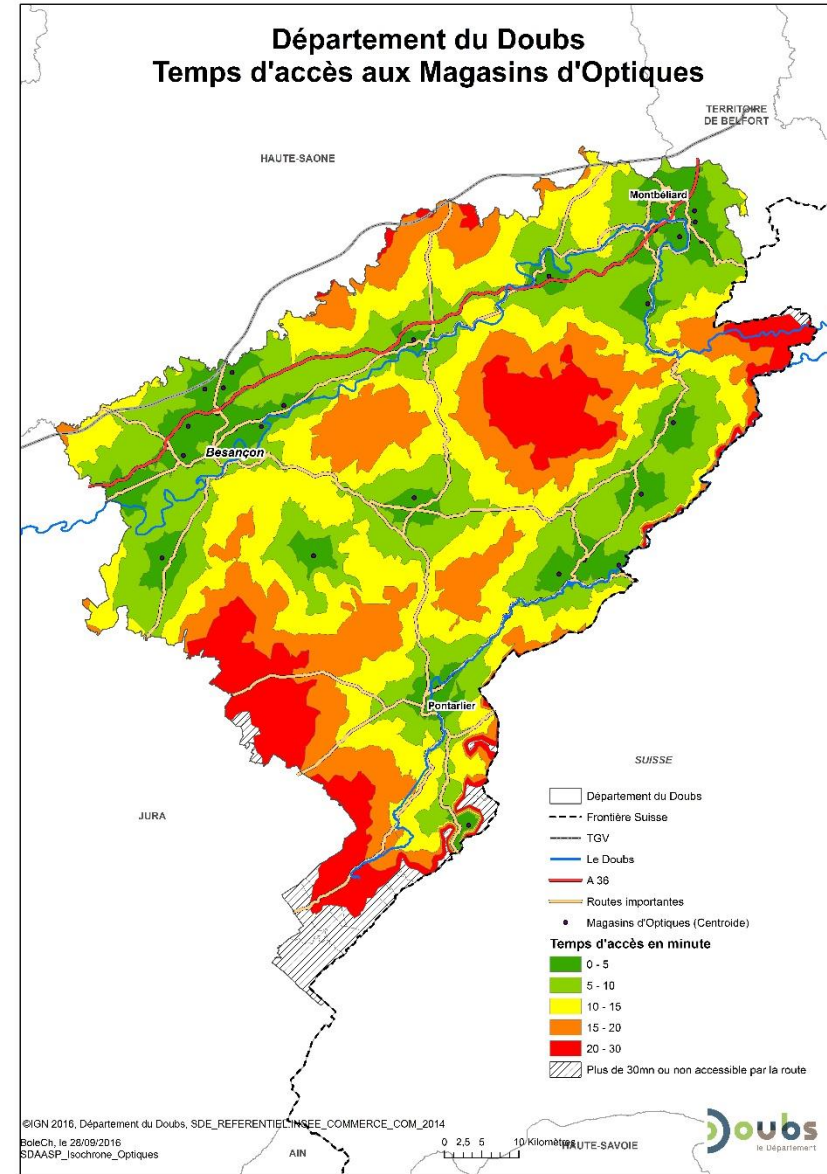 Département du Doubs
Temps d'accès aux Magasins d'Optiques
TERRITOIRE
DE BELFORT
HAUTE-SAONE
Montbéliard
Besançon
Pontarlier
SUISSE
JURA
Département du Doubs
Frontière Suisse
TGV
Le Doubs
A 36
Routes importantes
Magasins d'Optiques (Centroide)
Temps d'accès en minute
0 - 5
5 - 10
10 - 15
15 - 20
20 - 30
Plus de 30mn ou non accessible par la route
©IGN 2016, Département du Doubs, SDE_REFERENTIEL.INSEE_COMMERCE_COM_2014
BoleCh, le 28/09/2016
SDAASP_Isochrone_Optiques
AIN
0 2,5 5 10 Kilomètres
HAUTE-SAVOIE
Doubs
le Département